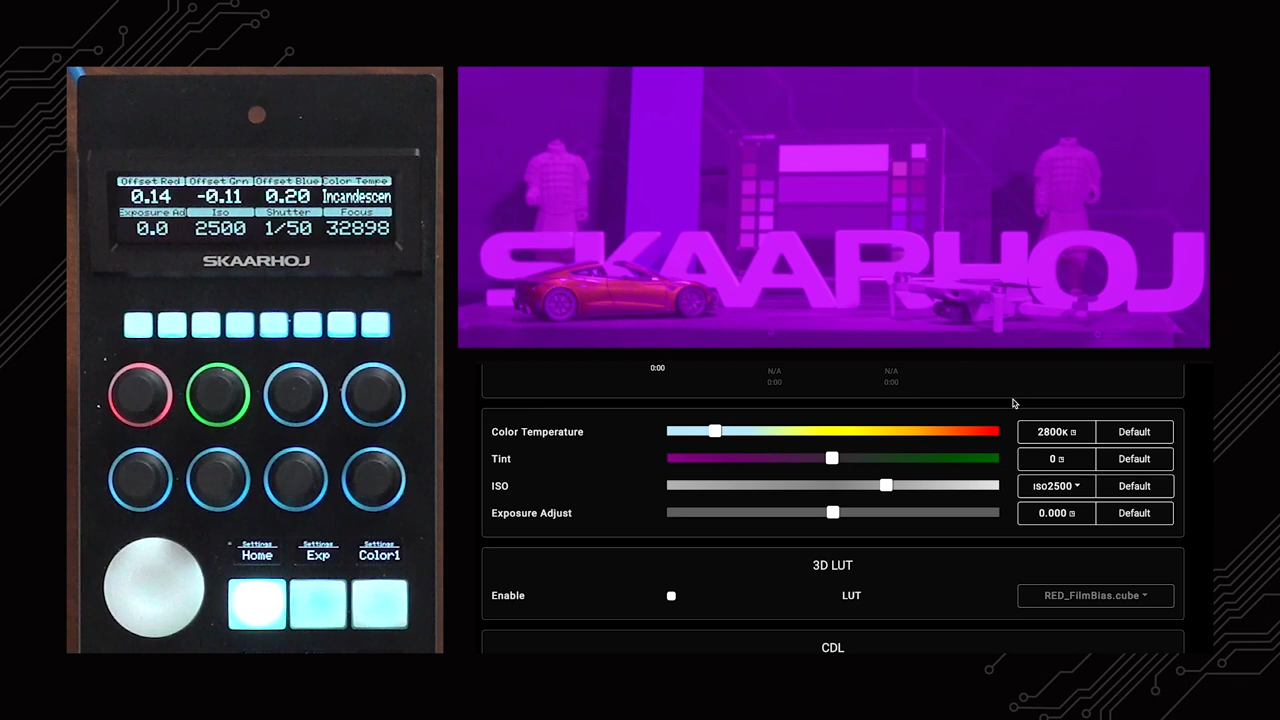 Offset Red Offset Grn Offset Blue Color Tempe
0.14 -0.11 0.20 Incandescen
Exposure Ad Iso Shutter Focus
0.0 2500 1/50 32898
SKAARHOJ
Settings Settings Settings
Home Exp Color1
SKAARHOJ
0:00
N/A N/A
0:00 0:00
Color Temperature 2800K Default
Tint 0 Default
ISO iso2500 Default
Exposure Adjust 0.000 Default
3D LUT
Enable LUT RED_FilmBias.cube
CDL